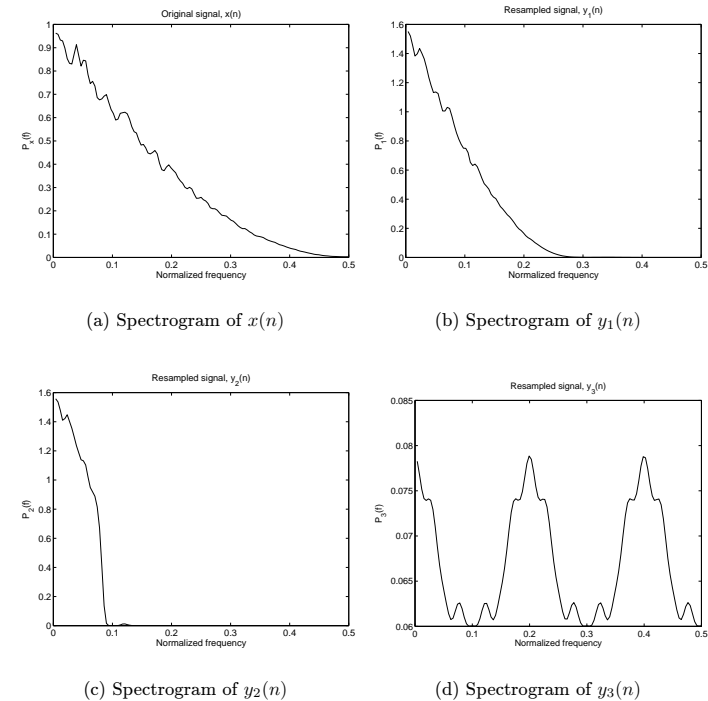 Original signal, x(n)
1
0.9
0.8
0.7
0.6
0.5
0.4
0.3
0.2
0.1
0
P_x(f)
0 0.1 0.2 0.3 0.4 0.5
Normalized frequency
(a) Spectrogram of x(n)
Resampled signal, y_1(n)
1.6
1.4
1.2
1
0.8
0.6
0.4
0.2
0
P_1(f)
0 0.1 0.2 0.3 0.4 0.5
Normalized frequency
(b) Spectrogram of y_1(n)
Resampled signal, y_2(n)
1.6
1.4
1.2
1
0.8
0.6
0.4
0.2
0
P_2(f)
0 0.1 0.2 0.3 0.4 0.5
Normalized frequency
(c) Spectrogram of y_2(n)
Resampled signal, y_3(n)
0.085
0.08
0.075
0.07
0.065
0.06
P_3(f)
0 0.1 0.2 0.3 0.4 0.5
Normalized frequency
(d) Spectrogram of y_3(n)